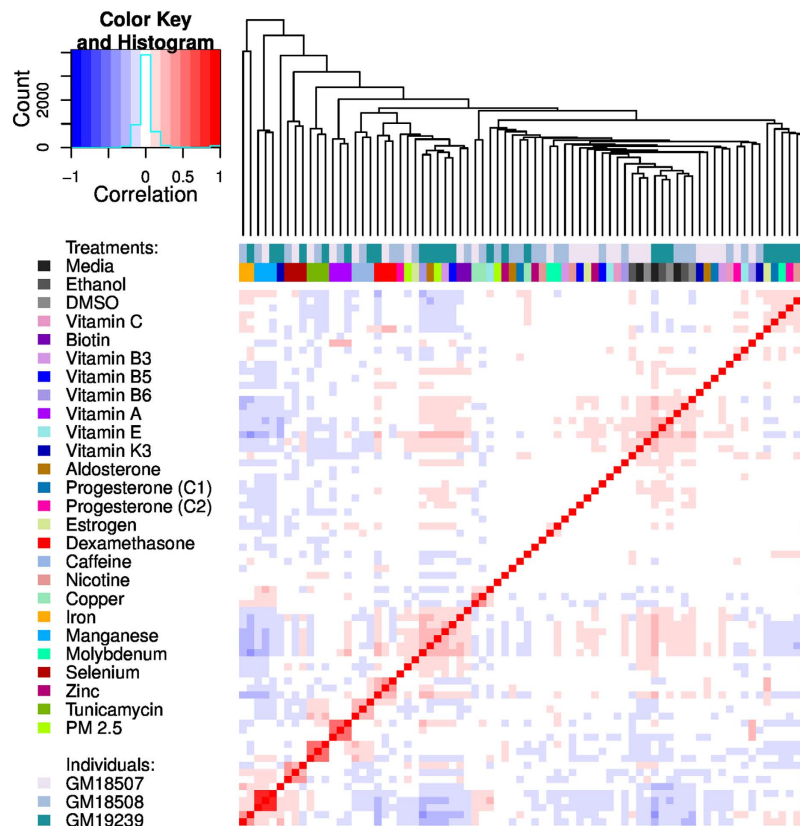 Color Key
and Histogram
Count
0
2000
−1
0
0.5
1
Correlation
Treatments:
Media
Ethanol
DMSO
Vitamin C
Biotin
Vitamin B3
Vitamin B5
Vitamin B6
Vitamin A
Vitamin E
Vitamin K3
Aldosterone
Progesterone (C1)
Progesterone (C2)
Estrogen
Dexamethasone
Caffeine
Nicotine
Copper
Iron
Manganese
Molybdenum
Selenium
Zinc
Tunicamycin
PM 2.5
Individuals:
GM18507
GM18508
GM19239